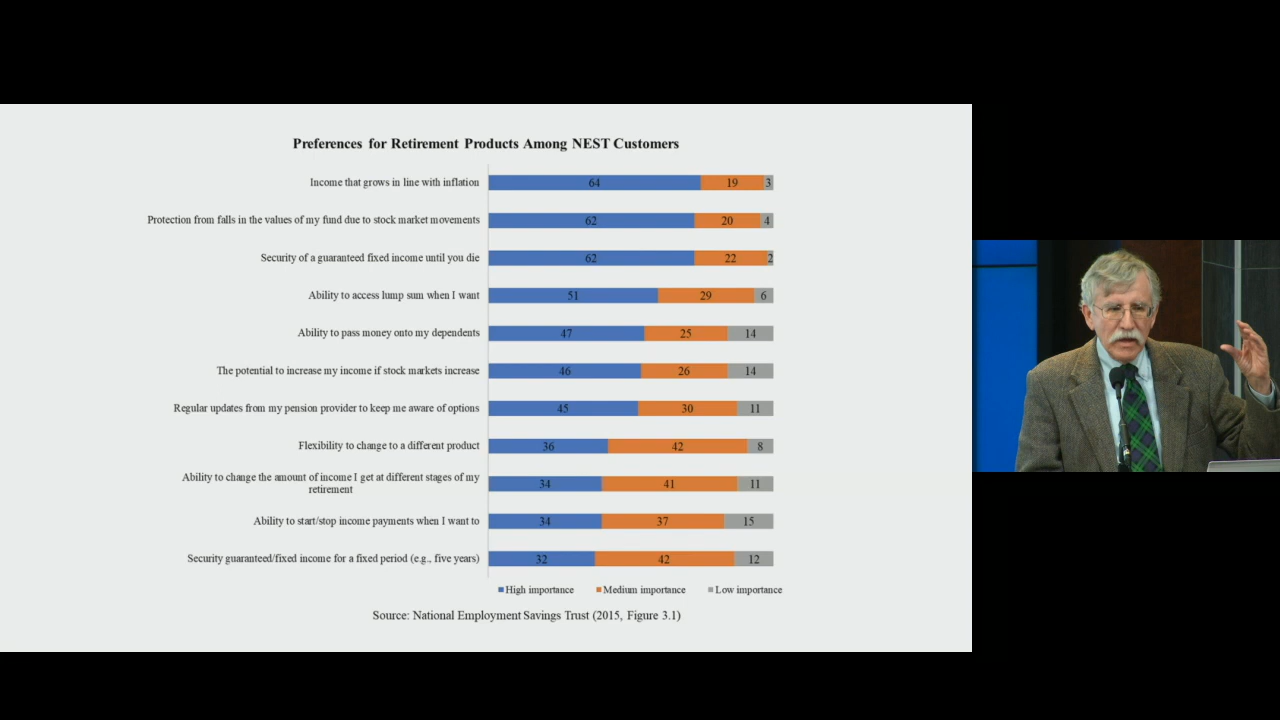 Preferences for Retirement Products Among NEST Customers
Income that grows in line with inflation 64 19 3
Protection from falls in the values of my fund due to stock market movements 62 20 4
Security of a guaranteed fixed income until you die 62 22 2
Ability to access lump sum when I want 51 29 6
Ability to pass money onto my dependents 47 25 14
The potential to increase my income if stock markets increase 46 26 14
Regular updates from my pension provider to keep me aware of options 45 30 11
Flexibility to change to a different product 36 42 8
Ability to change the amount of income I get at different stages of my
retirement 34 41 11
Ability to start/stop income payments when I want to 34 37 15
Security guaranteed/fixed income for a fixed period (e.g., five years) 32 42 12
High importance Medium importance Low importance
Source: National Employment Savings Trust (2015, Figure 3.1)